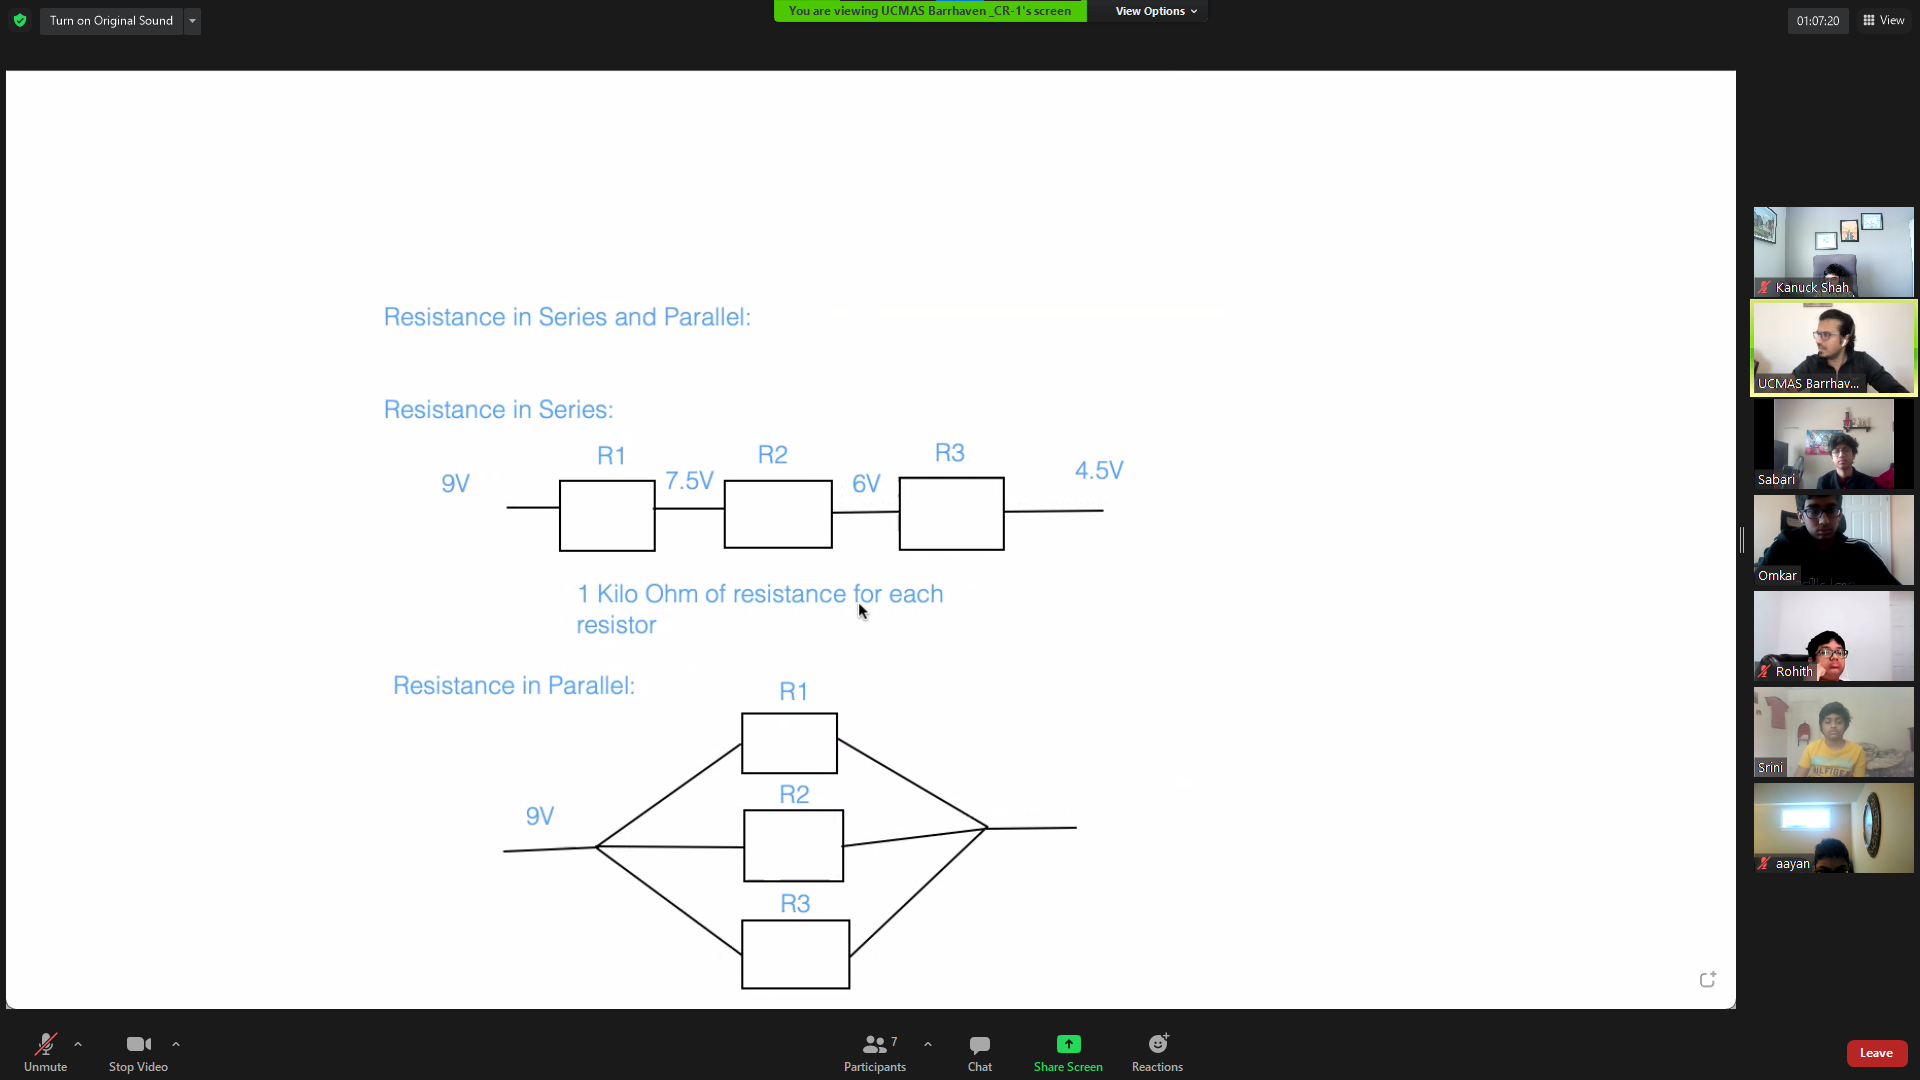 Turn on Original Sound
You are viewing UCMAS Barrhaven _CR-1's screen
View Options
01:07:20
View
Resistance in Series and Parallel:
Resistance in Series:
R1
R2
R3
9V
7.5V
6V
4.5V
1 Kilo Ohm of resistance for each
resistor
Resistance in Parallel:
R1
9V
R2
R3
Kanuck Shah
UCMAS Barrhav...
Sabari
Omkar
Rohith
Srini
aayan
Unmute
Stop Video
Participants
7
Chat
Share Screen
Reactions
Leave